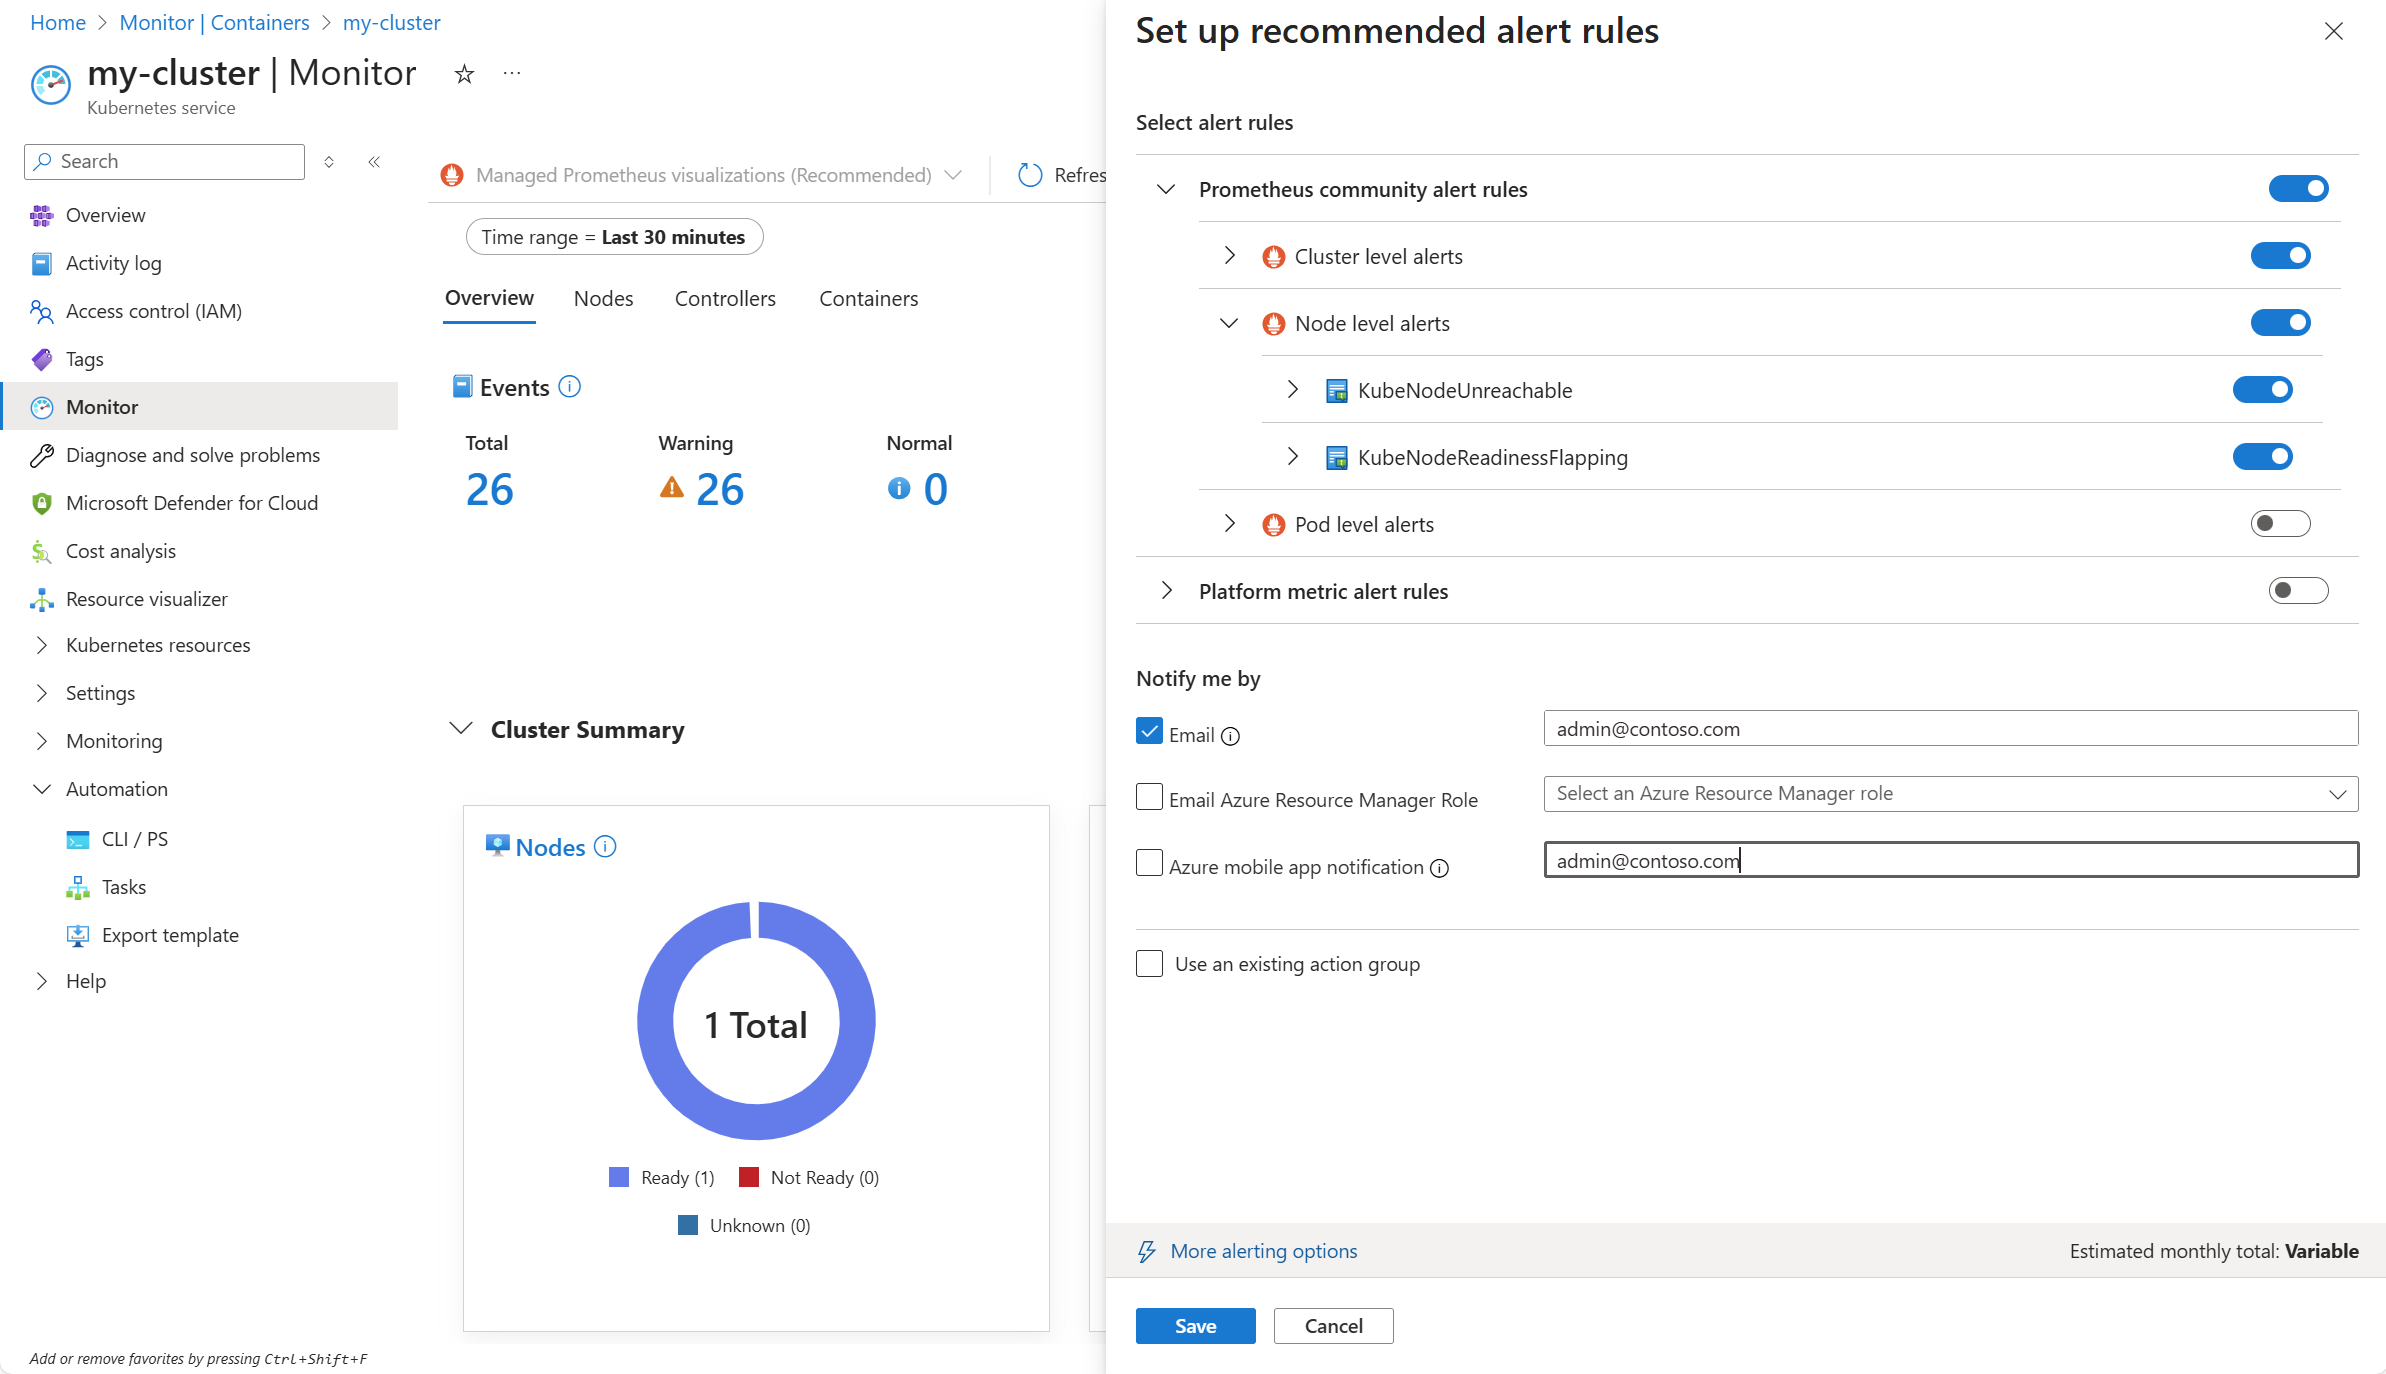 Home > Monitor | Containers > my-cluster
my-cluster | Monitor
Kubernetes service
Search
Overview
Activity log
Access control (IAM)
Tags
Monitor
Diagnose and solve problems
Microsoft Defender for Cloud
Cost analysis
Resource visualizer
Kubernetes resources
Settings
Monitoring
Automation
CLI / PS
Tasks
Export template
Help
Add or remove favorites by pressing Ctrl+Shift+F
Managed Prometheus visualizations (Recommended)
Refres
Time range = Last 30 minutes
Overview Nodes Controllers Containers
Events
Total Warning Normal
26 26 0
Cluster Summary
Nodes
1 Total
Ready (1) Not Ready (0)
Unknown (0)
Set up recommended alert rules
Select alert rules
Prometheus community alert rules
Cluster level alerts
Node level alerts
KubeNodeUnreachable
KubeNodeReadinessFlapping
Pod level alerts
Platform metric alert rules
Notify me by
Email admin@contoso.com
Email Azure Resource Manager Role Select an Azure Resource Manager role
Azure mobile app notification admin@contoso.com
Use an existing action group
More alerting options Estimated monthly total: Variable
Save Cancel